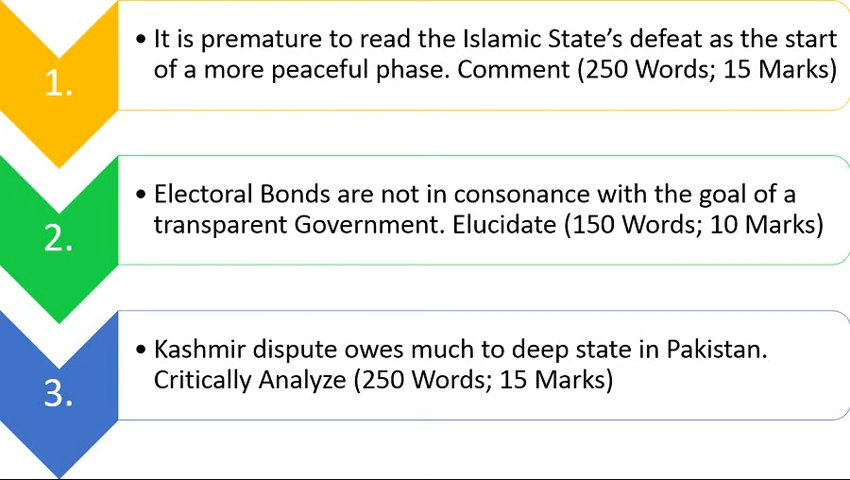 1.
• It is premature to read the Islamic State’s defeat as the start
of a more peaceful phase. Comment (250 Words; 15 Marks)
2.
• Electoral Bonds are not in consonance with the goal of a
transparent Government. Elucidate (150 Words; 10 Marks)
3.
• Kashmir dispute owes much to deep state in Pakistan.
Critically Analyze (250 Words; 15 Marks)